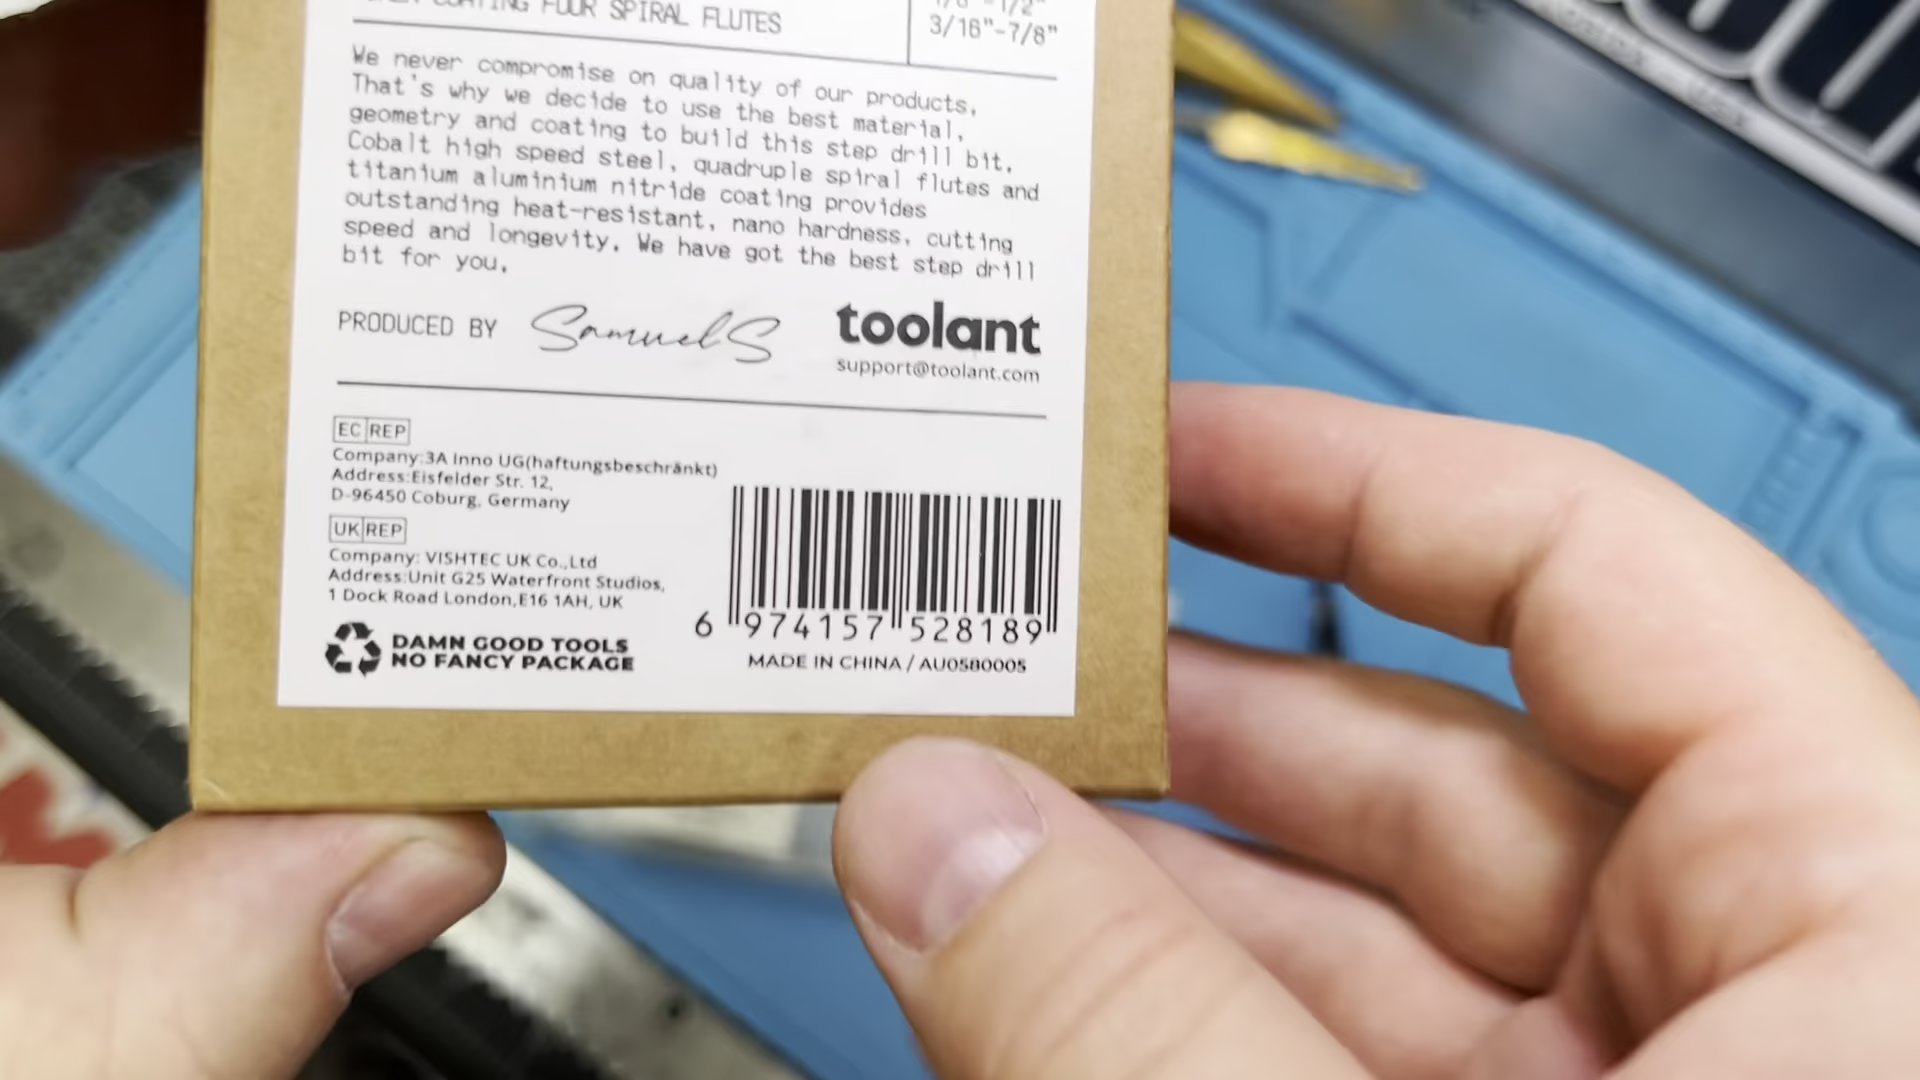 COATING FOUR SPIRAL FLUTES
3/16"-7/8"
We never compromise on quality of our products.
That's why we decide to use the best material,
geometry and coating to build this step drill bit.
Cobalt high speed steel, quadruple spiral flutes and
titanium aluminium nitride coating provides
outstanding heat-resistant, nano hardness, cutting
speed and longevity. We have got the best step drill
bit for you.
PRODUCED BY Samuel S
toolant
support@toolant.com
EC REP
Company:3A Inno UG(haftungsbeschränkt)
Address:Eisfelder Str. 12,
D-96450 Coburg, Germany
UK REP
Company: VISHTEC UK Co.,Ltd
Address:Unit G25 Waterfront Studios,
1 Dock Road London,E16 1AH, UK
DAMN GOOD TOOLS
NO FANCY PACKAGE
6 974157 528189
MADE IN CHINA / AU0580005